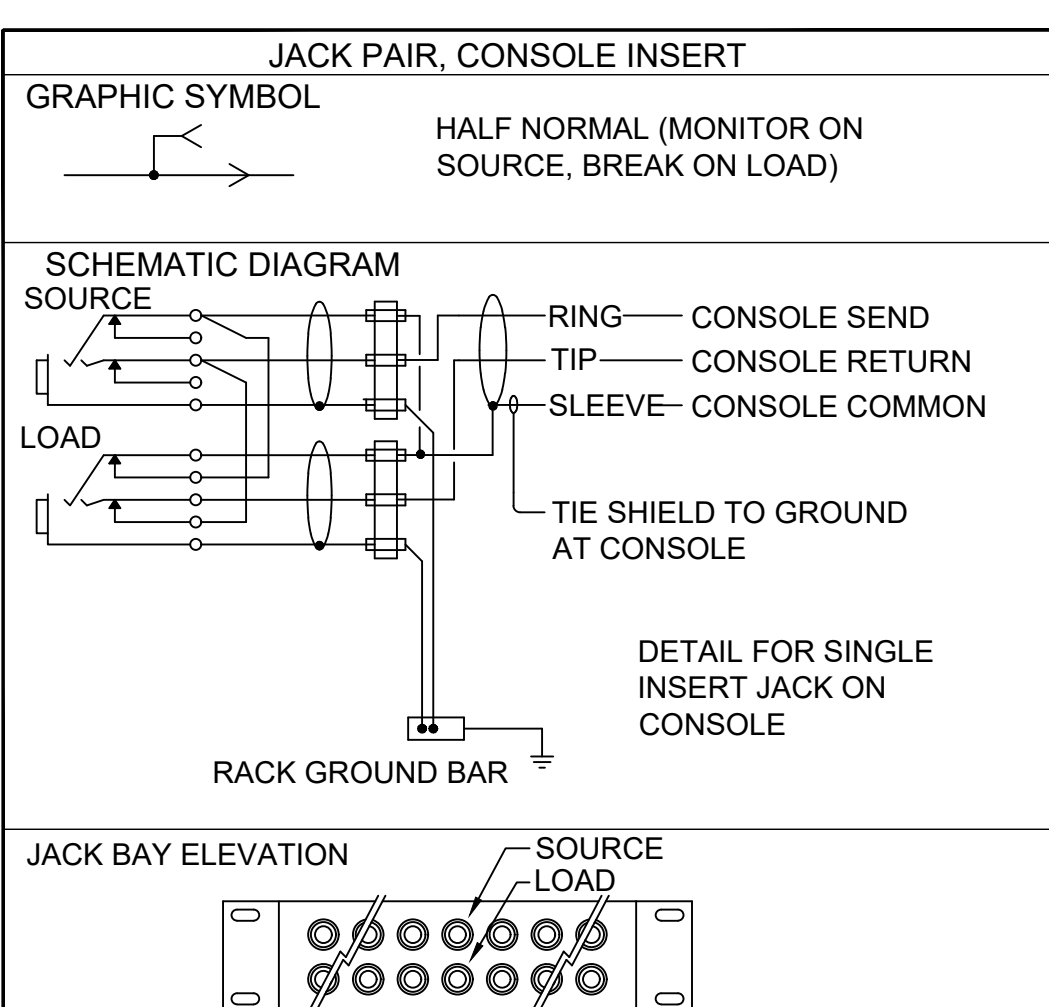 JACK PAIR, CONSOLE INSERT
GRAPHIC SYMBOL
HALF NORMAL (MONITOR ON
SOURCE, BREAK ON LOAD)
SCHEMATIC DIAGRAM
SOURCE
RING CONSOLE SEND
TIP CONSOLE RETURN
SLEEVE CONSOLE COMMON
LOAD
TIE SHIELD TO GROUND
AT CONSOLE
DETAIL FOR SINGLE
INSERT JACK ON
CONSOLE
RACK GROUND BAR
JACK BAY ELEVATION
SOURCE
LOAD